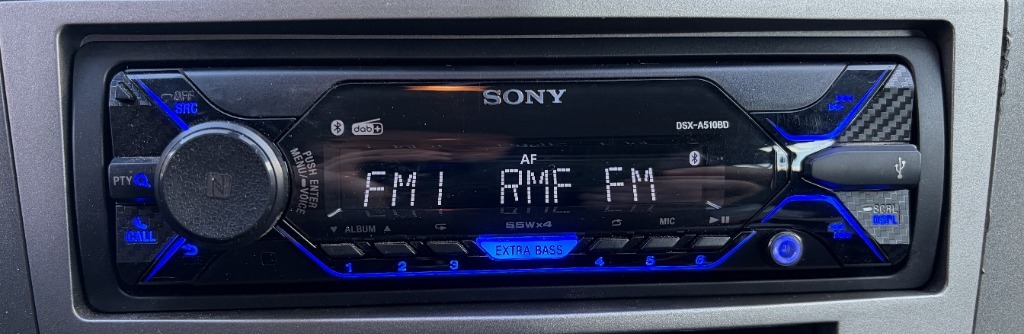 OFF
SRC
SONY
dab+
DSX-A510BD
PUSH ENTER
MENU/ VOICE
AF
PTY
FM1 RMF FM
SCRL
DSPL
CALL
55W×4
▼ ALBUM ▲
MIC
EXTRA BASS
1 2 3 4 5 6